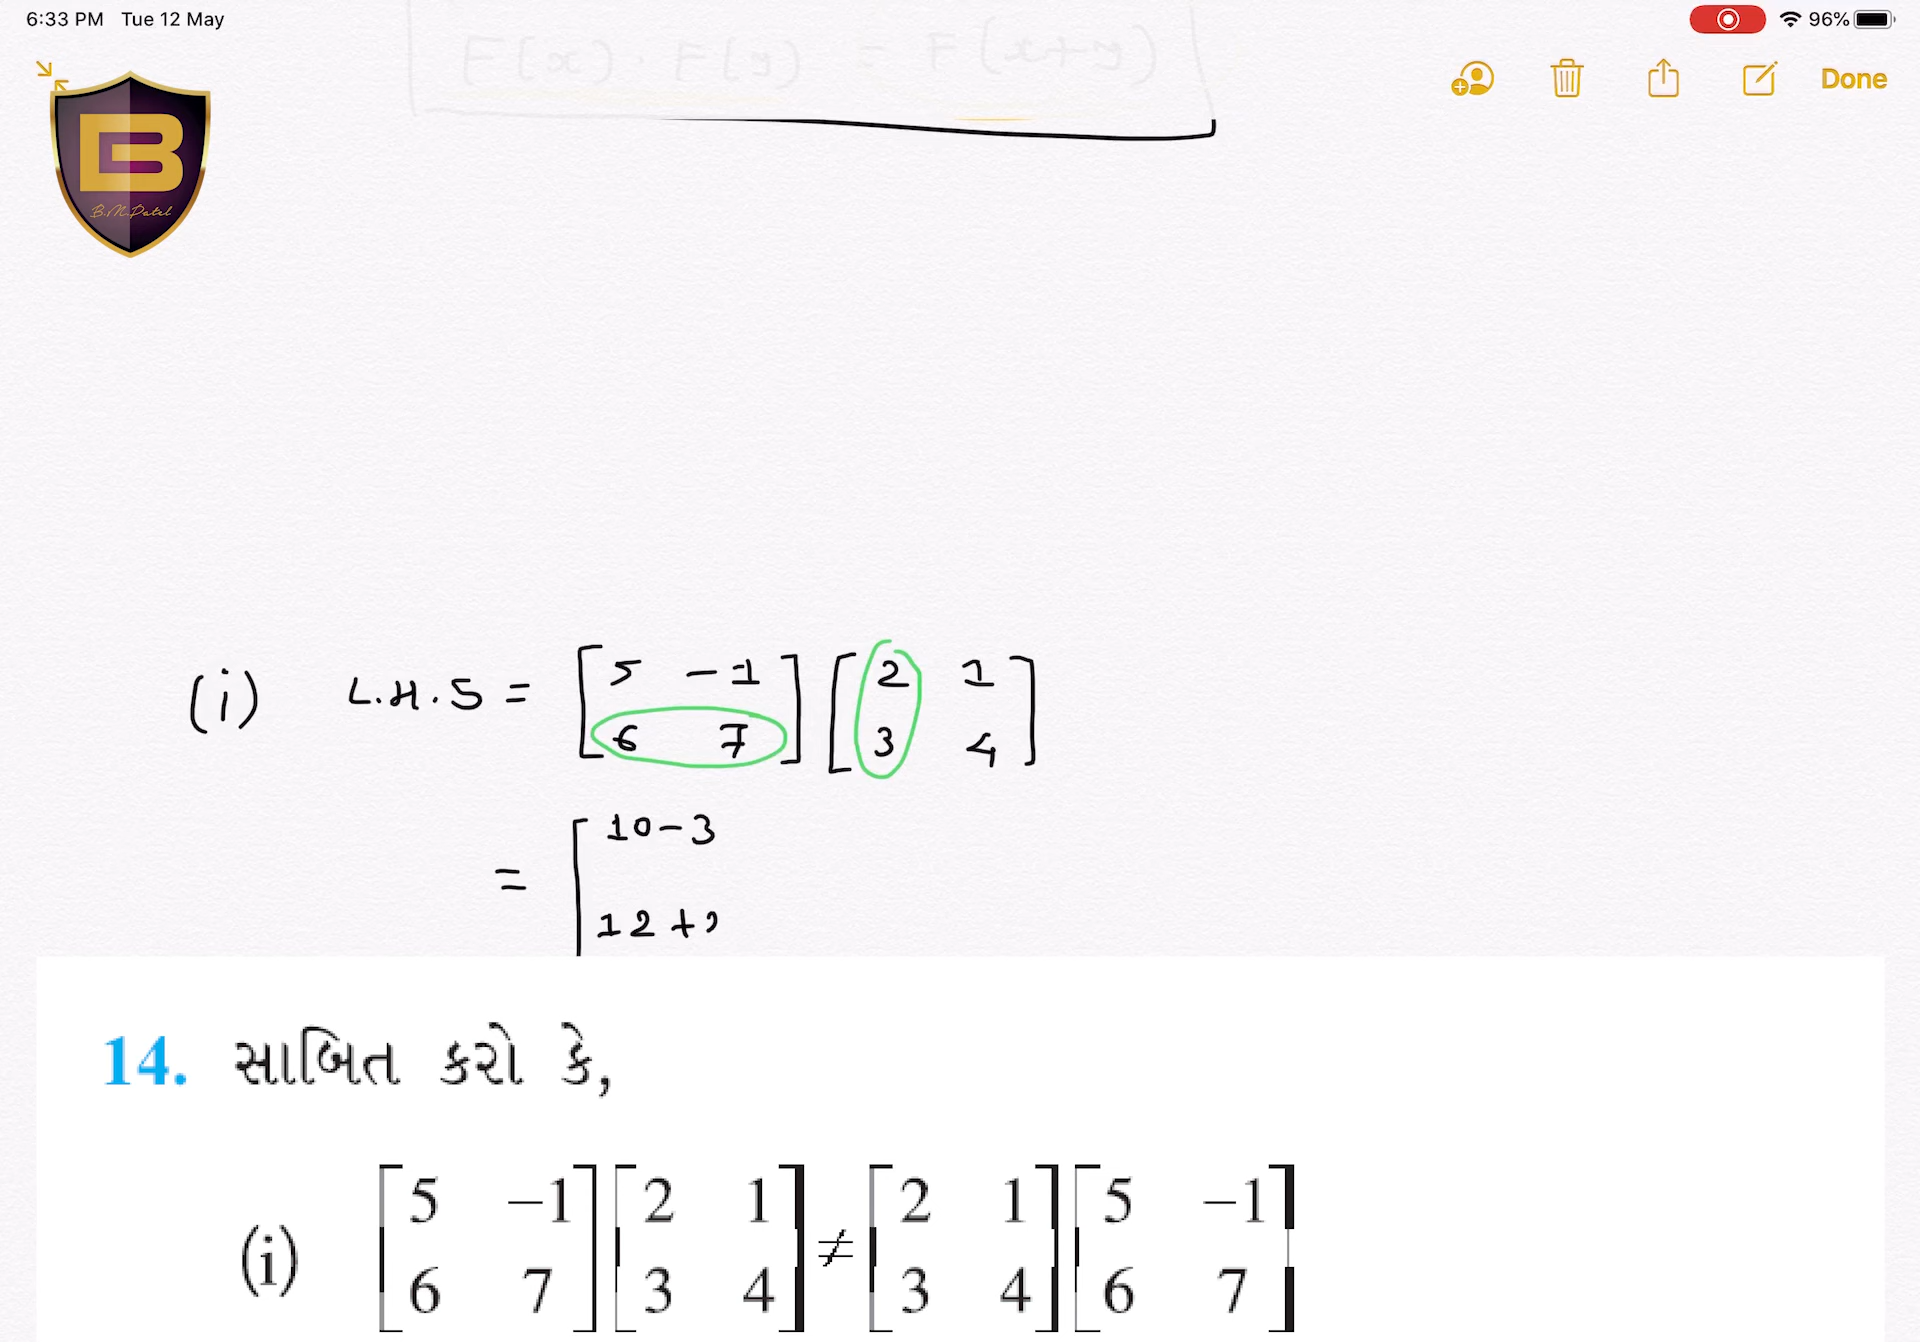 6:33 PM Tue 12 May 96%
F(x) · F(y) = F(x+y)
Done
B
B.M.Patel
(i) L.H.S = [5 -1 [2 1
6 7] 3 4]
= [10-3
12+
14. સાબિત કરો કે,
(i) [5 −1 [2 1 ≠ [2 1 [5 −1
6 7] 3 4] 3 4] 6 7]